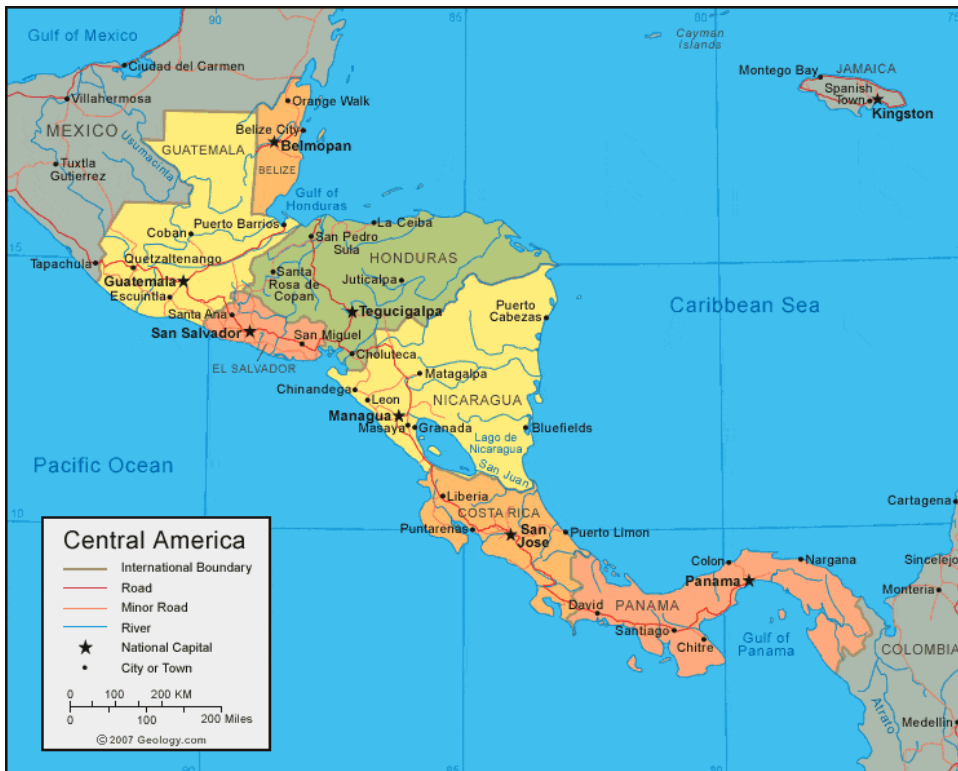 90
85
75
Gulf of Mexico
Cayman
Islands
Ciudad del Carmen
Montego Bay
JAMAICA
Spanish
Town
Kingston
Villahermosa
Orange Walk
MEXICO
Usumacinta
GUATEMALA
Belize City
Belmopan
Tuxtla
Gutierrez
BELIZE
Gulf of
Honduras
Puerto Barrios
La Ceiba
Coban
San Pedro
Sula
15
Tapachula
Quetzaltenango
HONDURAS
Guatemala
Santa
Rosa de
Copan
Juticalpa
Escuintla
Caribbean Sea
Santa Ana
Tegucigalpa
Puerto
Cabezas
San Salvador
San Miguel
EL SALVADOR
Choluteca
Matagalpa
Chinandega
Leon
NICARAGUA
Managua
Masaya
Granada
Bluefields
Lago de
Nicaragua
San Juan
Pacific Ocean
Liberia
COSTA RICA
Cartagena
10
Puntarenas
San
Jose
Puerto Limon
Colon
Nargana
Sincelejo
Panama
Monteria
David
PANAMA
Santiago
Chitre
Gulf of
Panama
COLOMBIA
Atrato
Medellin
90
85
80
Central America
International Boundary
Road
Minor Road
River
National Capital
City or Town
0 100 200 KM
0 100 200 Miles
© 2007 Geology.com